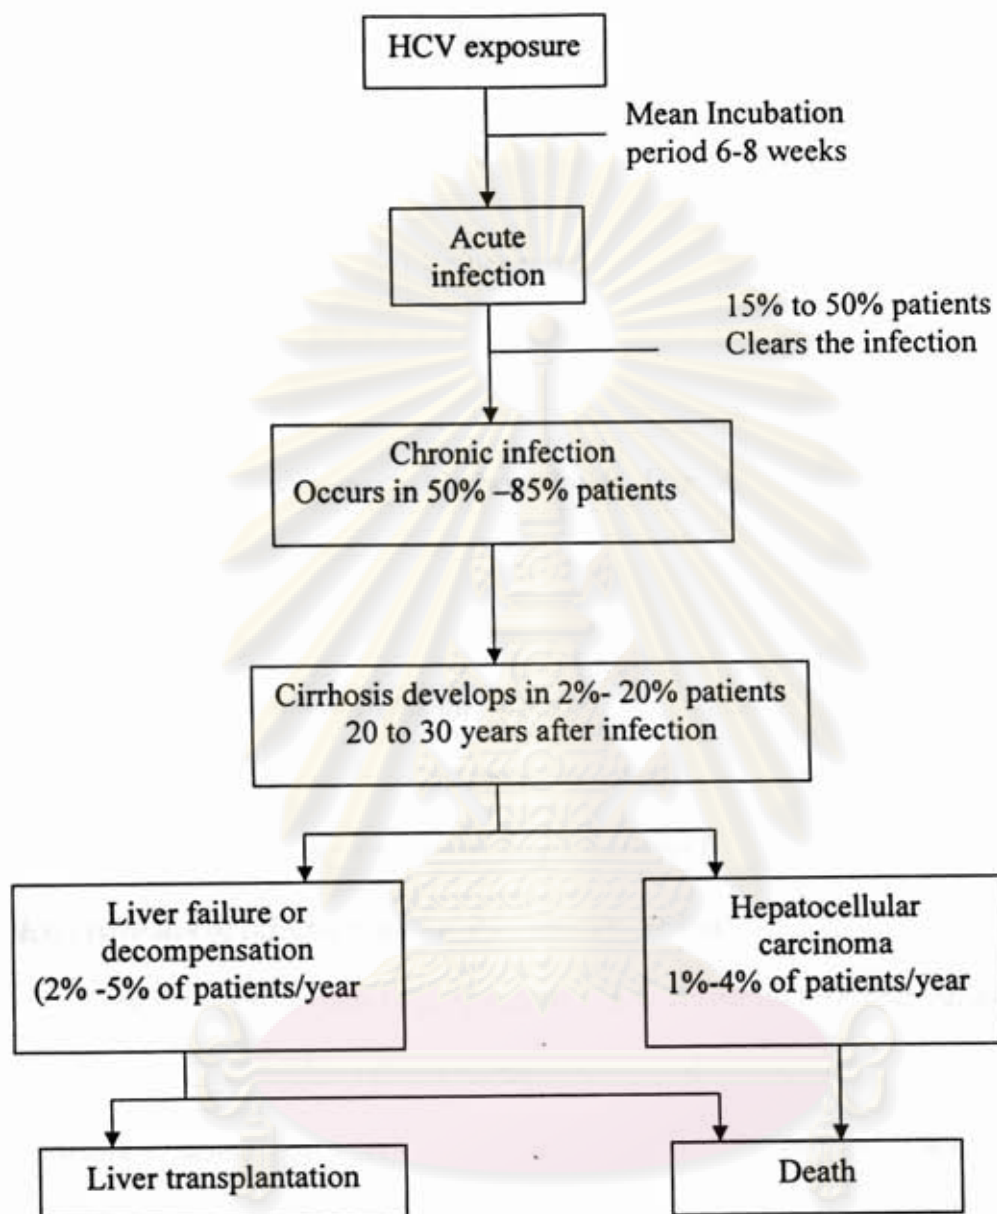 HCV exposure
Mean Incubation
period 6-8 weeks
Acute
infection
15% to 50% patients
Clears the infection
Chronic infection
Occurs in 50% –85% patients
Cirrhosis develops in 2%- 20% patients
20 to 30 years after infection
Liver failure or
decompensation
(2% -5% of patients/year
Hepatocellular
carcinoma
1%-4% of patients/year
Liver transplantation
Death